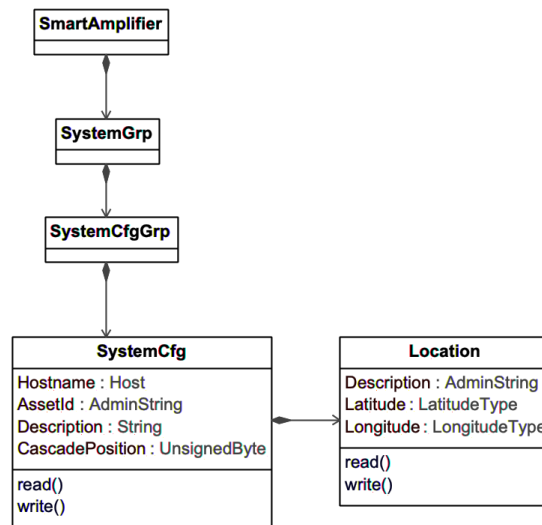 SmartAmplifier
SystemGrp
SystemCfgGrp
SystemCfg
Hostname : Host
AssetId : AdminString
Description : String
CascadePosition : UnsignedByte
read()
write()
Location
Description : AdminString
Latitude : LatitudeType
Longitude : LongitudeType
read()
write()